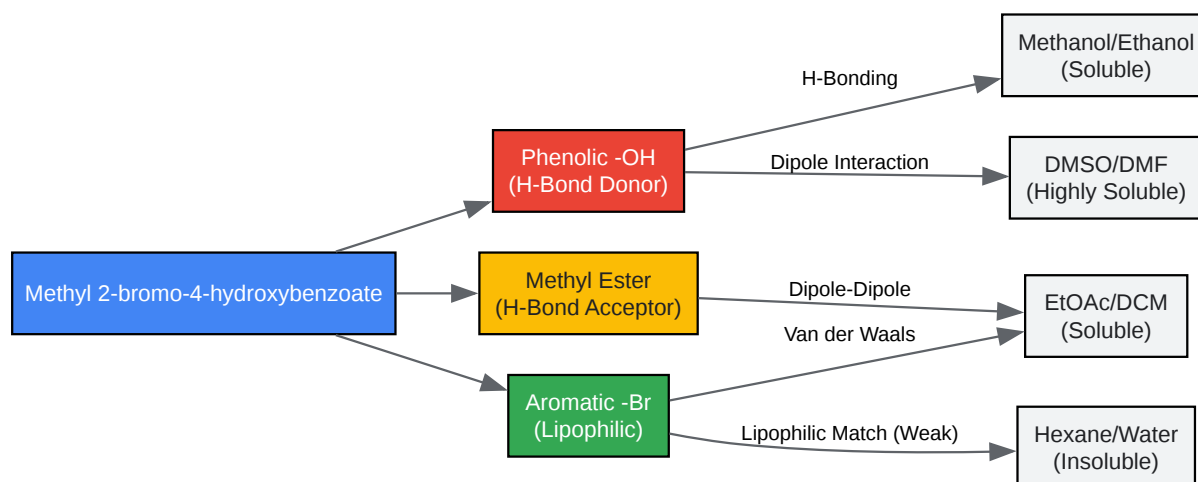 Methanol/Ethanol
(Soluble)
H-Bonding
Phenolic -OH
(H-Bond Donor)
Dipole Interaction
DMSO/DMF
(Highly Soluble)
Methyl 2-bromo-4-hydroxybenzoate
Methyl Ester
(H-Bond Acceptor)
Dipole-Dipole
EtOAc/DCM
(Soluble)
Van der Waals
Aromatic -Br
(Lipophilic)
Lipophilic Match (Weak)
Hexane/Water
(Insoluble)